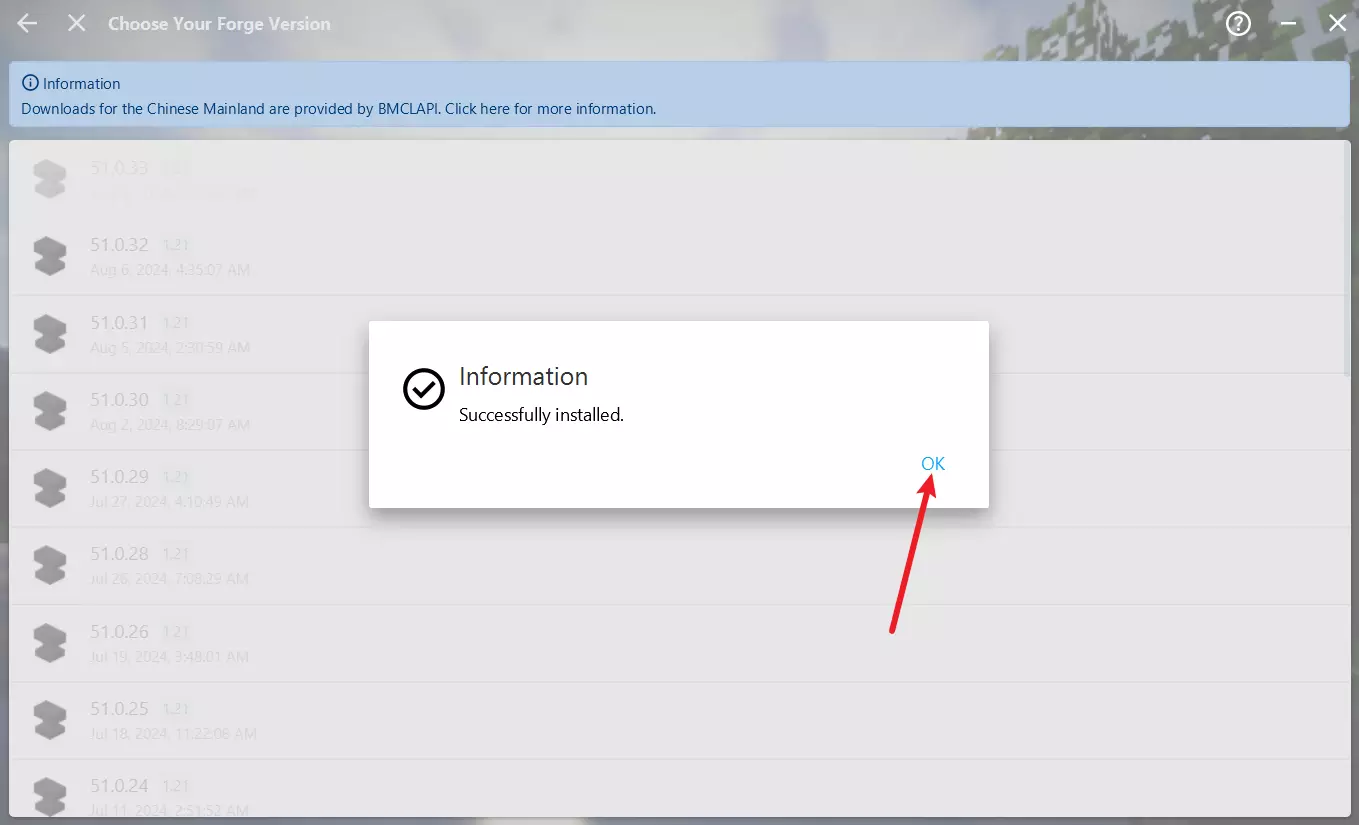 Choose Your Forge Version
Information
Downloads for the Chinese Mainland are provided by BMCLAPI. Click here for more information.
51.0.33 1.21
51.0.32 1.21
Aug 6, 2024, 4:35:07 AM
51.0.31 1.21
Aug 5, 2024, 2:30:59 AM
51.0.30 1.21
Aug 2, 2024, 8:29:07 AM
51.0.29 1.21
Jul 27, 2024, 4:10:49 AM
51.0.28 1.21
Jul 26, 2024, 7:08:29 AM
51.0.26 1.21
Jul 19, 2024, 3:48:01 AM
51.0.25 1.21
Jul 18, 2024, 11:22:06 AM
51.0.24 1.21
Jul 11, 2024, 2:51:52 AM
Information
Successfully installed.
OK